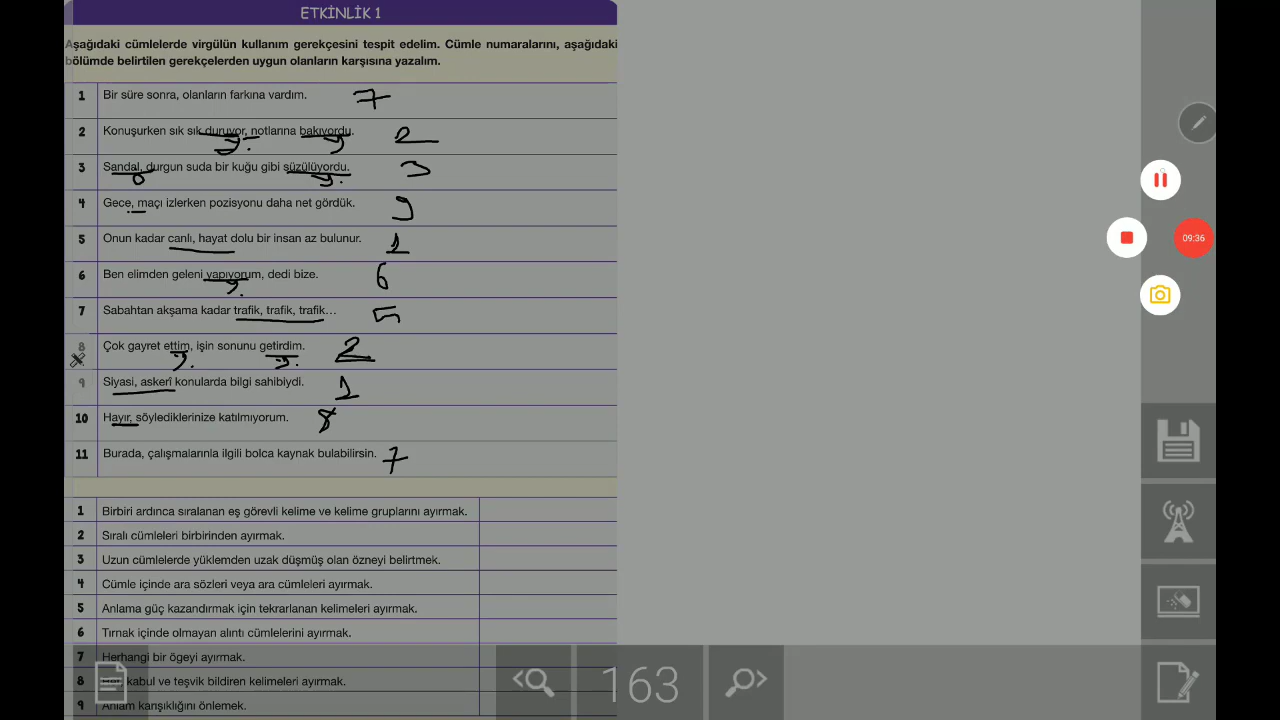 ETKİNLİK 1
Aşağıdaki cümlelerde virgülün kullanım gerekçesini tespit edelim. Cümle numaralarını, aşağıdaki
bölümde belirtilen gerekçelerden uygun olanların karşısına yazalım.
1 Bir süre sonra, olanların farkına vardım. 7
2 Konuşurken sık sık duruyor, notlarına bakıyordu. 2
y. y
3 Sandal, durgun suda bir kuğu gibi süzülüyordu. 3
ö y.
4 Gece, maçı izlerken pozisyonu daha net gördük. 9
5 Onun kadar canlı, hayat dolu bir insan az bulunur. 1
6 Ben elimden geleni yapıyorum, dedi bize. 6
y.
7 Sabahtan akşama kadar trafik, trafik, trafik... 5
8 Çok gayret ettim, işin sonunu getirdim. 2
y. y.
9 Siyasi, askerî konularda bilgi sahibiydi. 1
10 Hayır, söylediklerinize katılmıyorum. 8
11 Burada, çalışmalarınla ilgili bolca kaynak bulabilirsin. 7
1 Birbiri ardınca sıralanan eş görevli kelime ve kelime gruplarını ayırmak.
2 Sıralı cümleleri birbirinden ayırmak.
3 Uzun cümlelerde yüklemden uzak düşmüş olan özneyi belirtmek.
4 Cümle içinde ara sözleri veya ara cümleleri ayırmak.
5 Anlama güç kazandırmak için tekrarlanan kelimeleri ayırmak.
6 Tırnak içinde olmayan alıntı cümlelerini ayırmak.
7 Herhangi bir ögeyi ayırmak.
8 kabul ve teşvik bildiren kelimeleri ayırmak.
9 Anlam karışıklığını önlemek.
163
09:36